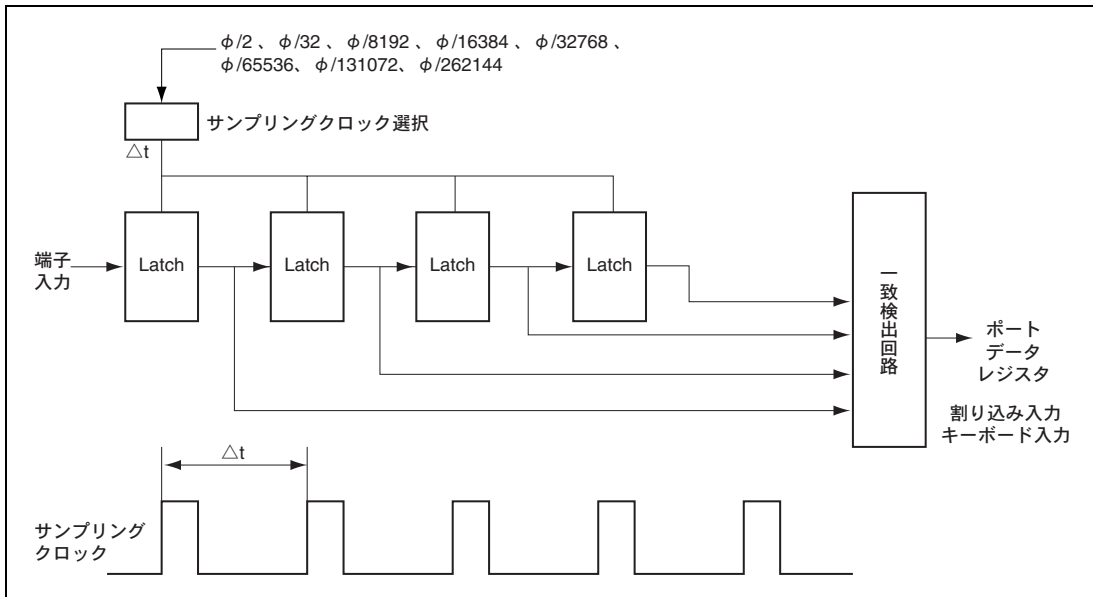 φ/2 、 φ/32 、 φ/8192 、 φ/16384 、 φ/32768 、
φ/65536、 φ/131072、 φ/262144
サンプリングクロック選択
△t
端子
入力
Latch
Latch
Latch
Latch
一致検出回路
ポート
データ
レジスタ
割り込み入力
キーボード入力
△t
サンプリング
クロック